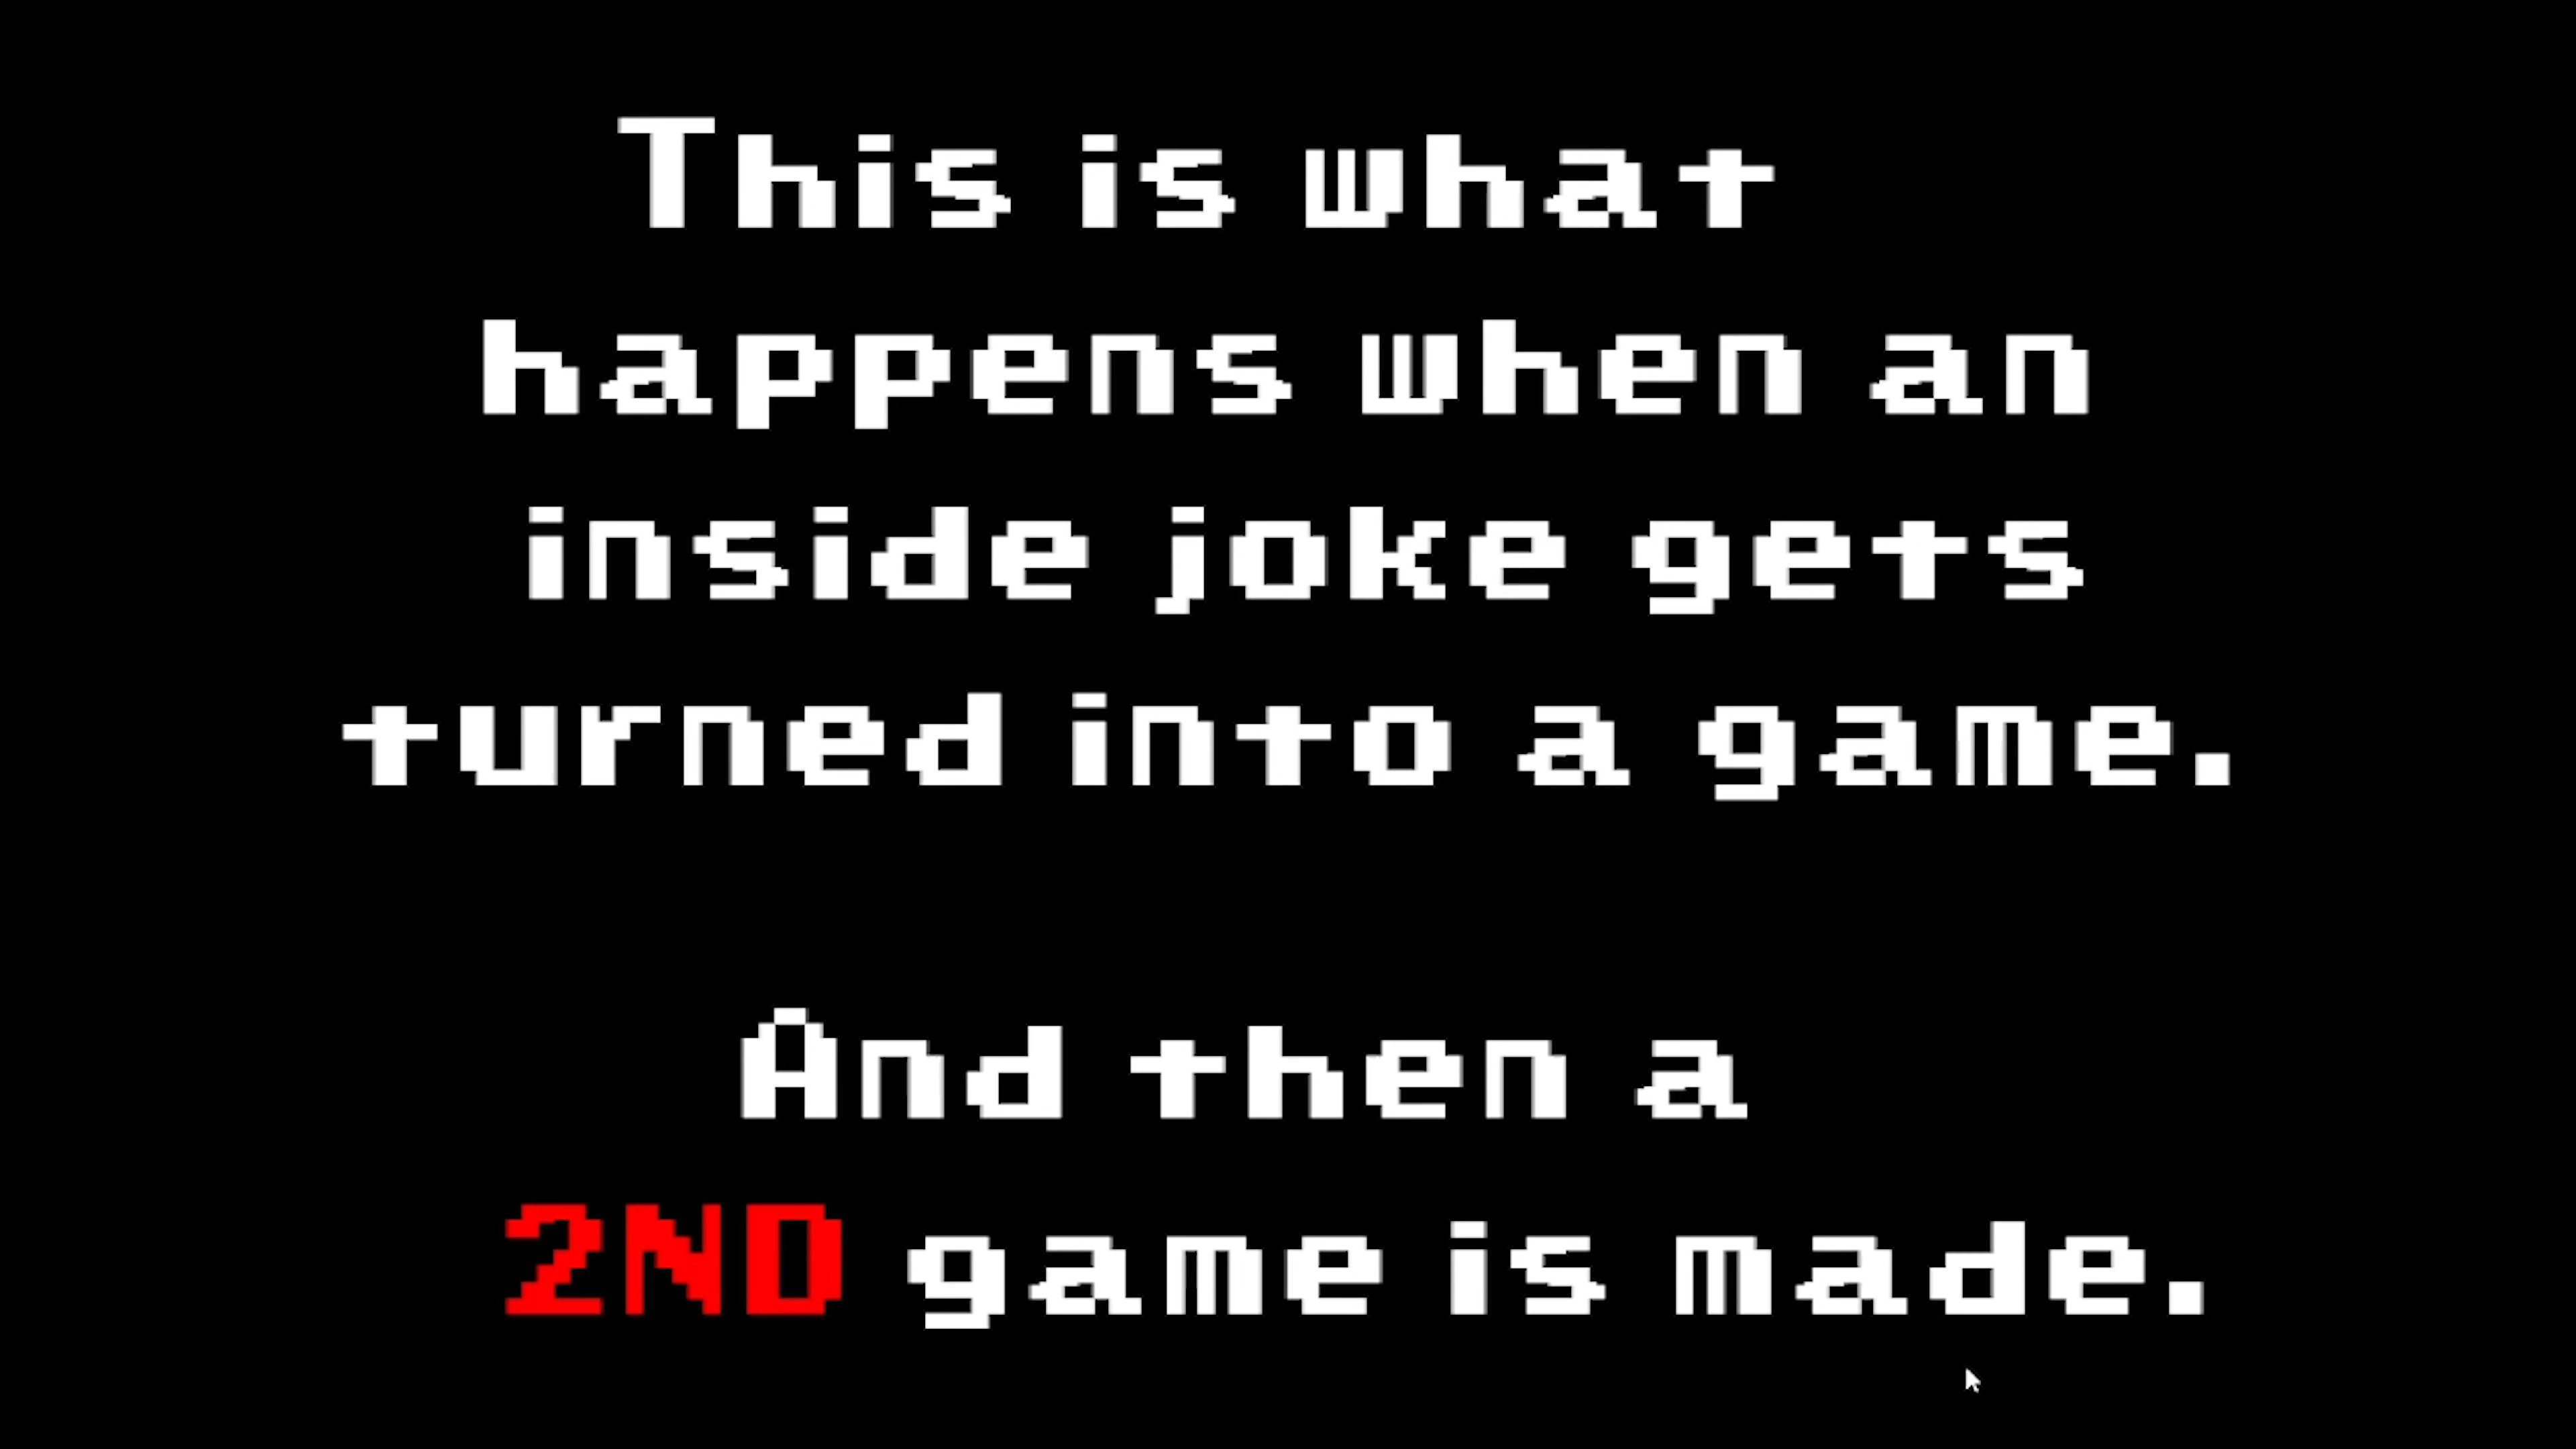 This is what
happens when an
inside joke gets
turned into a game.
And then a
2ND game is made.